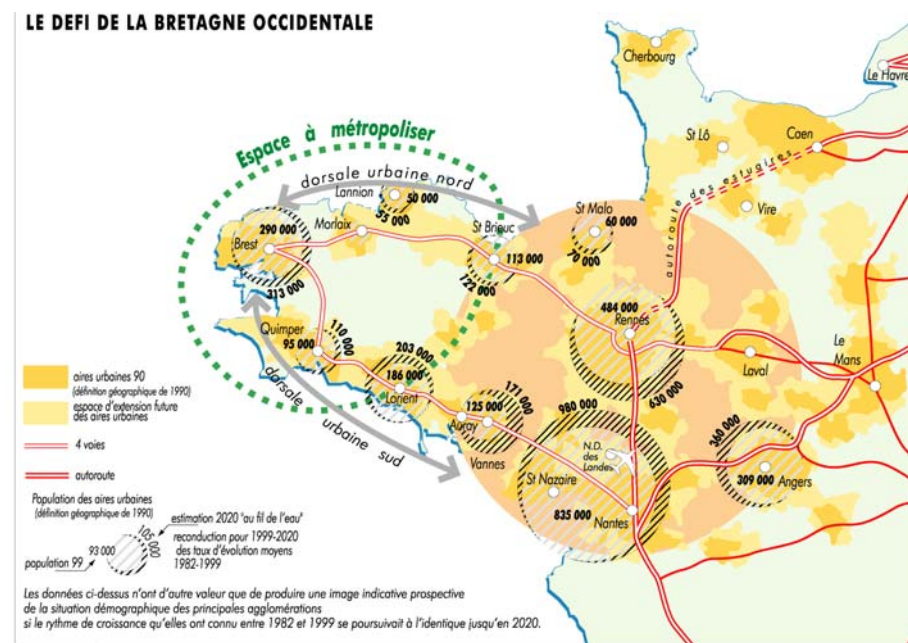 LE DEFI DE LA BRETAGNE OCCIDENTALE
Cherbourg
Le Havre
St Lô
Caen
Vire
autoroute des estuaires
Espace à métropoliser
dorsale urbaine nord
Lannion
50 000
55 000
Morlaix
St Brieuc
113 000
122 000
St Malo
60 000
70 000
290 000
Brest
313 000
484 000
Rennes
630 000
Laval
Le
Mans
Quimper
95 000
110 000
203 000
186 000
Lorient
dorsale
urbaine sud
Auray
125 000
171 000
Vannes
980 000
N.D.
des
Landes
St Nazaire
835 000
Nantes
360 000
309 000
Angers
aires urbaines 90
(définition géographique de 1990)
espace d'extension future
des aires urbaines
4 voies
autoroute
Population des aires urbaines
(définition géographique de 1990)
105 000
93 000
population 99
estimation 2020 "au fil de l'eau"
reconduction pour 1999-2020
des taux d'évolution moyens
1982-1999
Les données ci-dessus n'ont d'autre valeur que de produire une image indicative prospective
de la situation démographique des principales agglomérations
si le rythme de croissance qu'elles ont connu entre 1982 et 1999 se poursuivait à l'identique jusqu'en 2020.